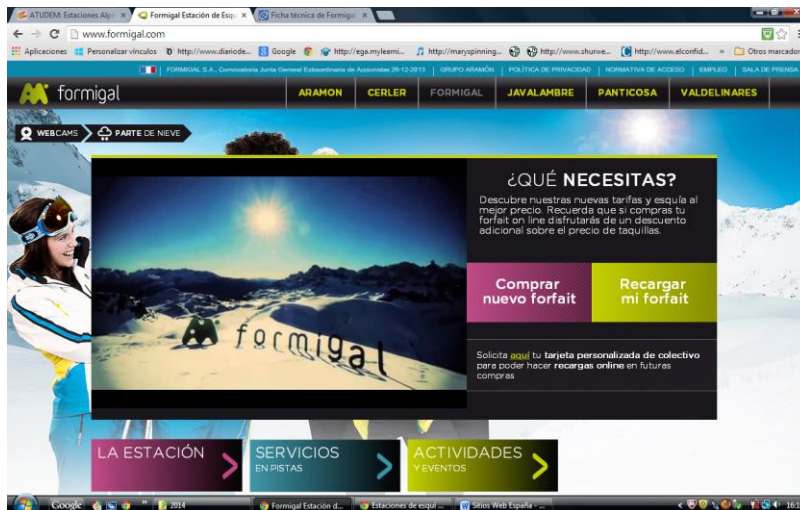 ATUDEM: Estaciones Alpi
Formigal Estación de Esqu
Ficha técnica de Formiga
www.formigal.com
Aplicaciones
Personalizar vínculos
http://www.diariode...
Google
http://ega.mylearni...
http://maryspinning...
http://www.shurwe...
http://www.elconfid...
Otros marcador
FORMIGAL S.A., Convocatoria Junta General Extraordinaria de Accionistas 26-12-2013 | GRUPO ARAMÓN | POLÍTICA DE PRIVACIDAD | NORMATIVA DE ACCESO | EMPLEO | SALA DE PRENSA
formigal
ARAMON
CERLER
FORMIGAL
JAVALAMBRE
PANTICOSA
VALDELINARES
WEBCAMS
PARTE DE NIEVE
formigal
¿QUÉ NECESITAS?
Descubre nuestras nuevas tarifas y esquía al
mejor precio. Recuerda que si compras tu
forfait on line disfrutarás de un descuento
adicional sobre el precio de taquillas.
Comprar
nuevo forfait
Recargar
mi forfait
Solicita aquí tu tarjeta personalizada de colectivo
para poder hacer recargas online en futuras
compras
LA ESTACIÓN
SERVICIOS
EN PISTAS
ACTIVIDADES
Y EVENTOS
Google
2014
Formigal Estación d...
Estaciones de esquí ...
Sitios Web España - ...